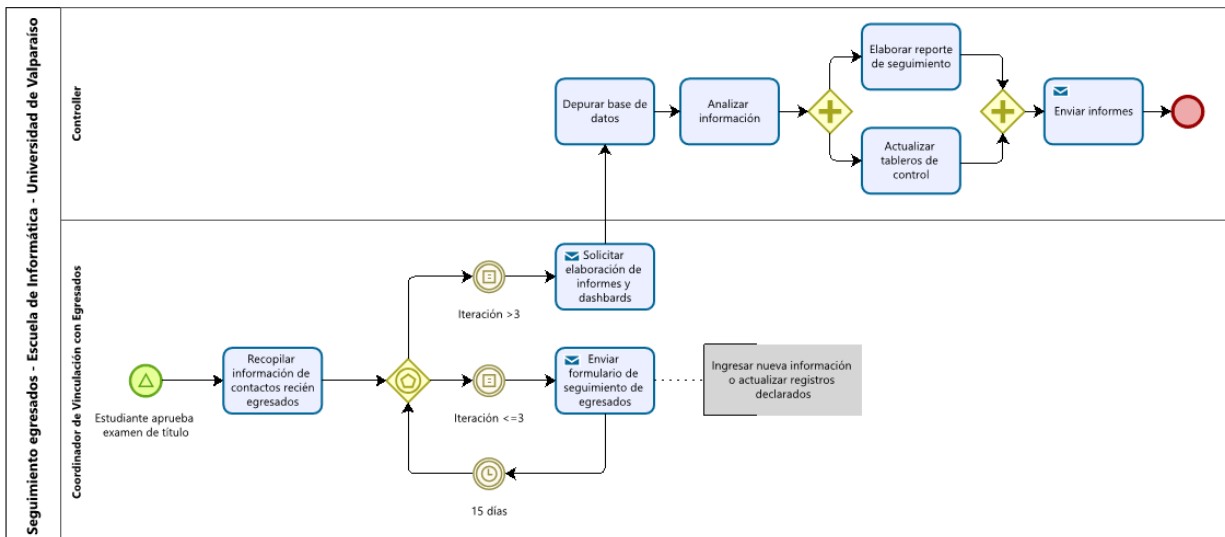 Seguimiento egresados - Escuela de Informática - Universidad de Valparaíso
Controller
Elaborar reporte
de seguimiento
Depurar base de
datos
Analizar
información
Enviar informes
Actualizar
tableros de
control
Coordinador de Vinculación con Egresados
Solicitar
elaboración de
informes y
dashbards
Iteración >3
Recopilar
información de
contactos recién
egresados
Enviar
formulario de
seguimiento de
egresados
Ingresar nueva información
o actualizar registros
declarados
Estudiante aprueba
examen de título
Iteración <=3
15 días